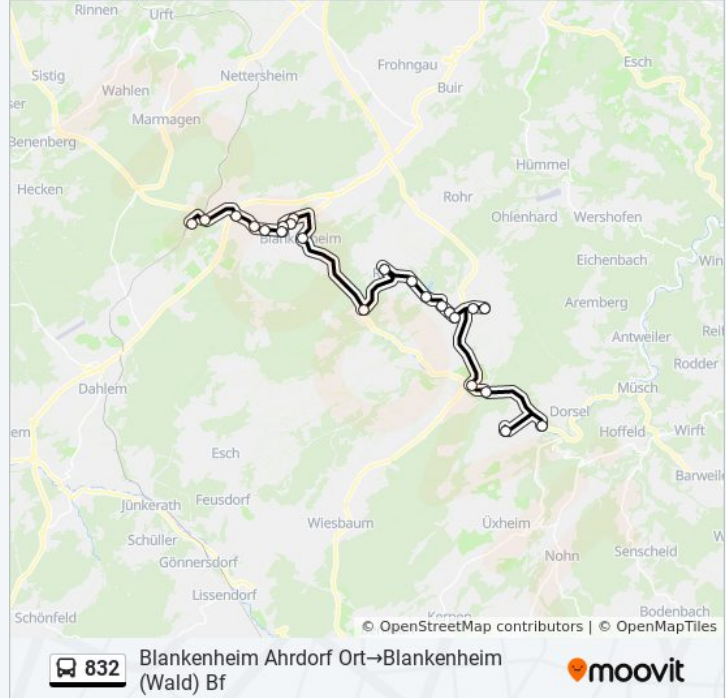 Rinnen
Urft
Sistig
Nettersheim
Frohngau
Esch
Wahlen
Buir
Marmagen
Benenberg
Hümmel
Hecken
Rohr
Ohlenhard
Wershofen
Blankenheim
Eichenbach
Aremberg
Antweiler
Rodder
Dahlem
Müsch
Dorsel
Hoffeld
Wirft
Esch
Barweile
Jünkerath
Feusdorf
Wiesbaum
Üxheim
Schüller
Gönnersdorf
Nohn
Senscheid
Lissendorf
Schönfeld
Bodenbach
© OpenStreetMap contributors | © OpenMapTiles
832
Blankenheim Ahrdorf Ort→Blankenheim
(Wald) Bf
moovit